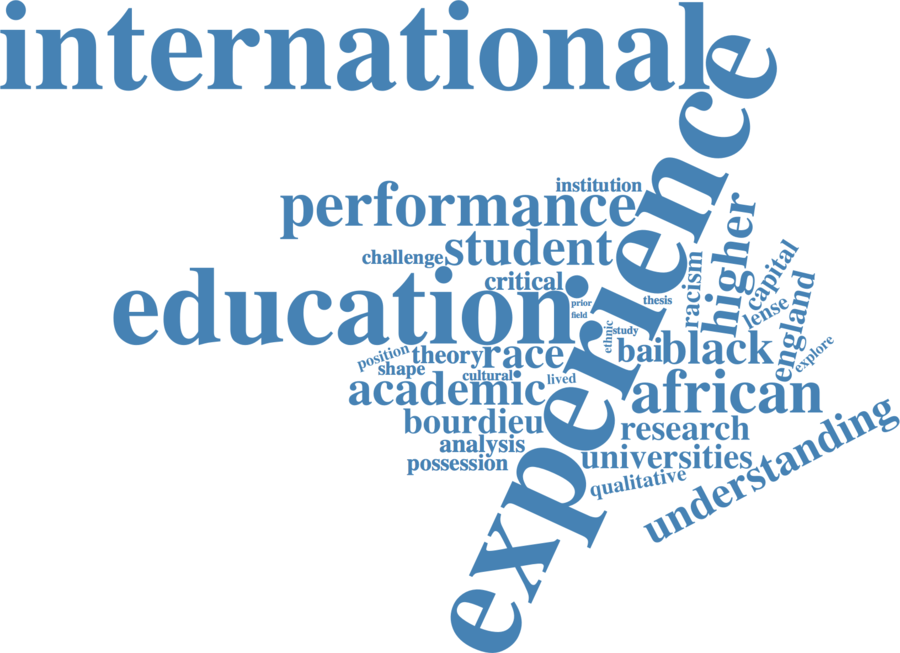 international
experience
institution
performance
higher
student
challenge
capital
racism
critical
education
prior
thesis
lense
england
field
ethnic
study
explore
position
theory
race
bai
black
shape
cultural
lived
academic
african
bourdieu
research
understanding
analysis
universities
possession
qualitative